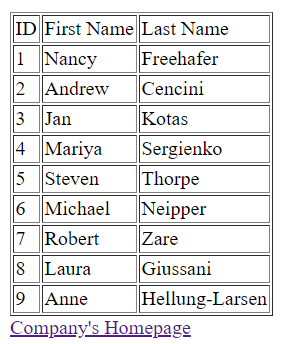 ID First Name Last Name
1 Nancy Freehafer
2 Andrew Cencini
3 Jan Kotas
4 Mariya Sergienko
5 Steven Thorpe
6 Michael Neipper
7 Robert Zare
8 Laura Giussani
9 Anne Hellung-Larsen
Company's Homepage